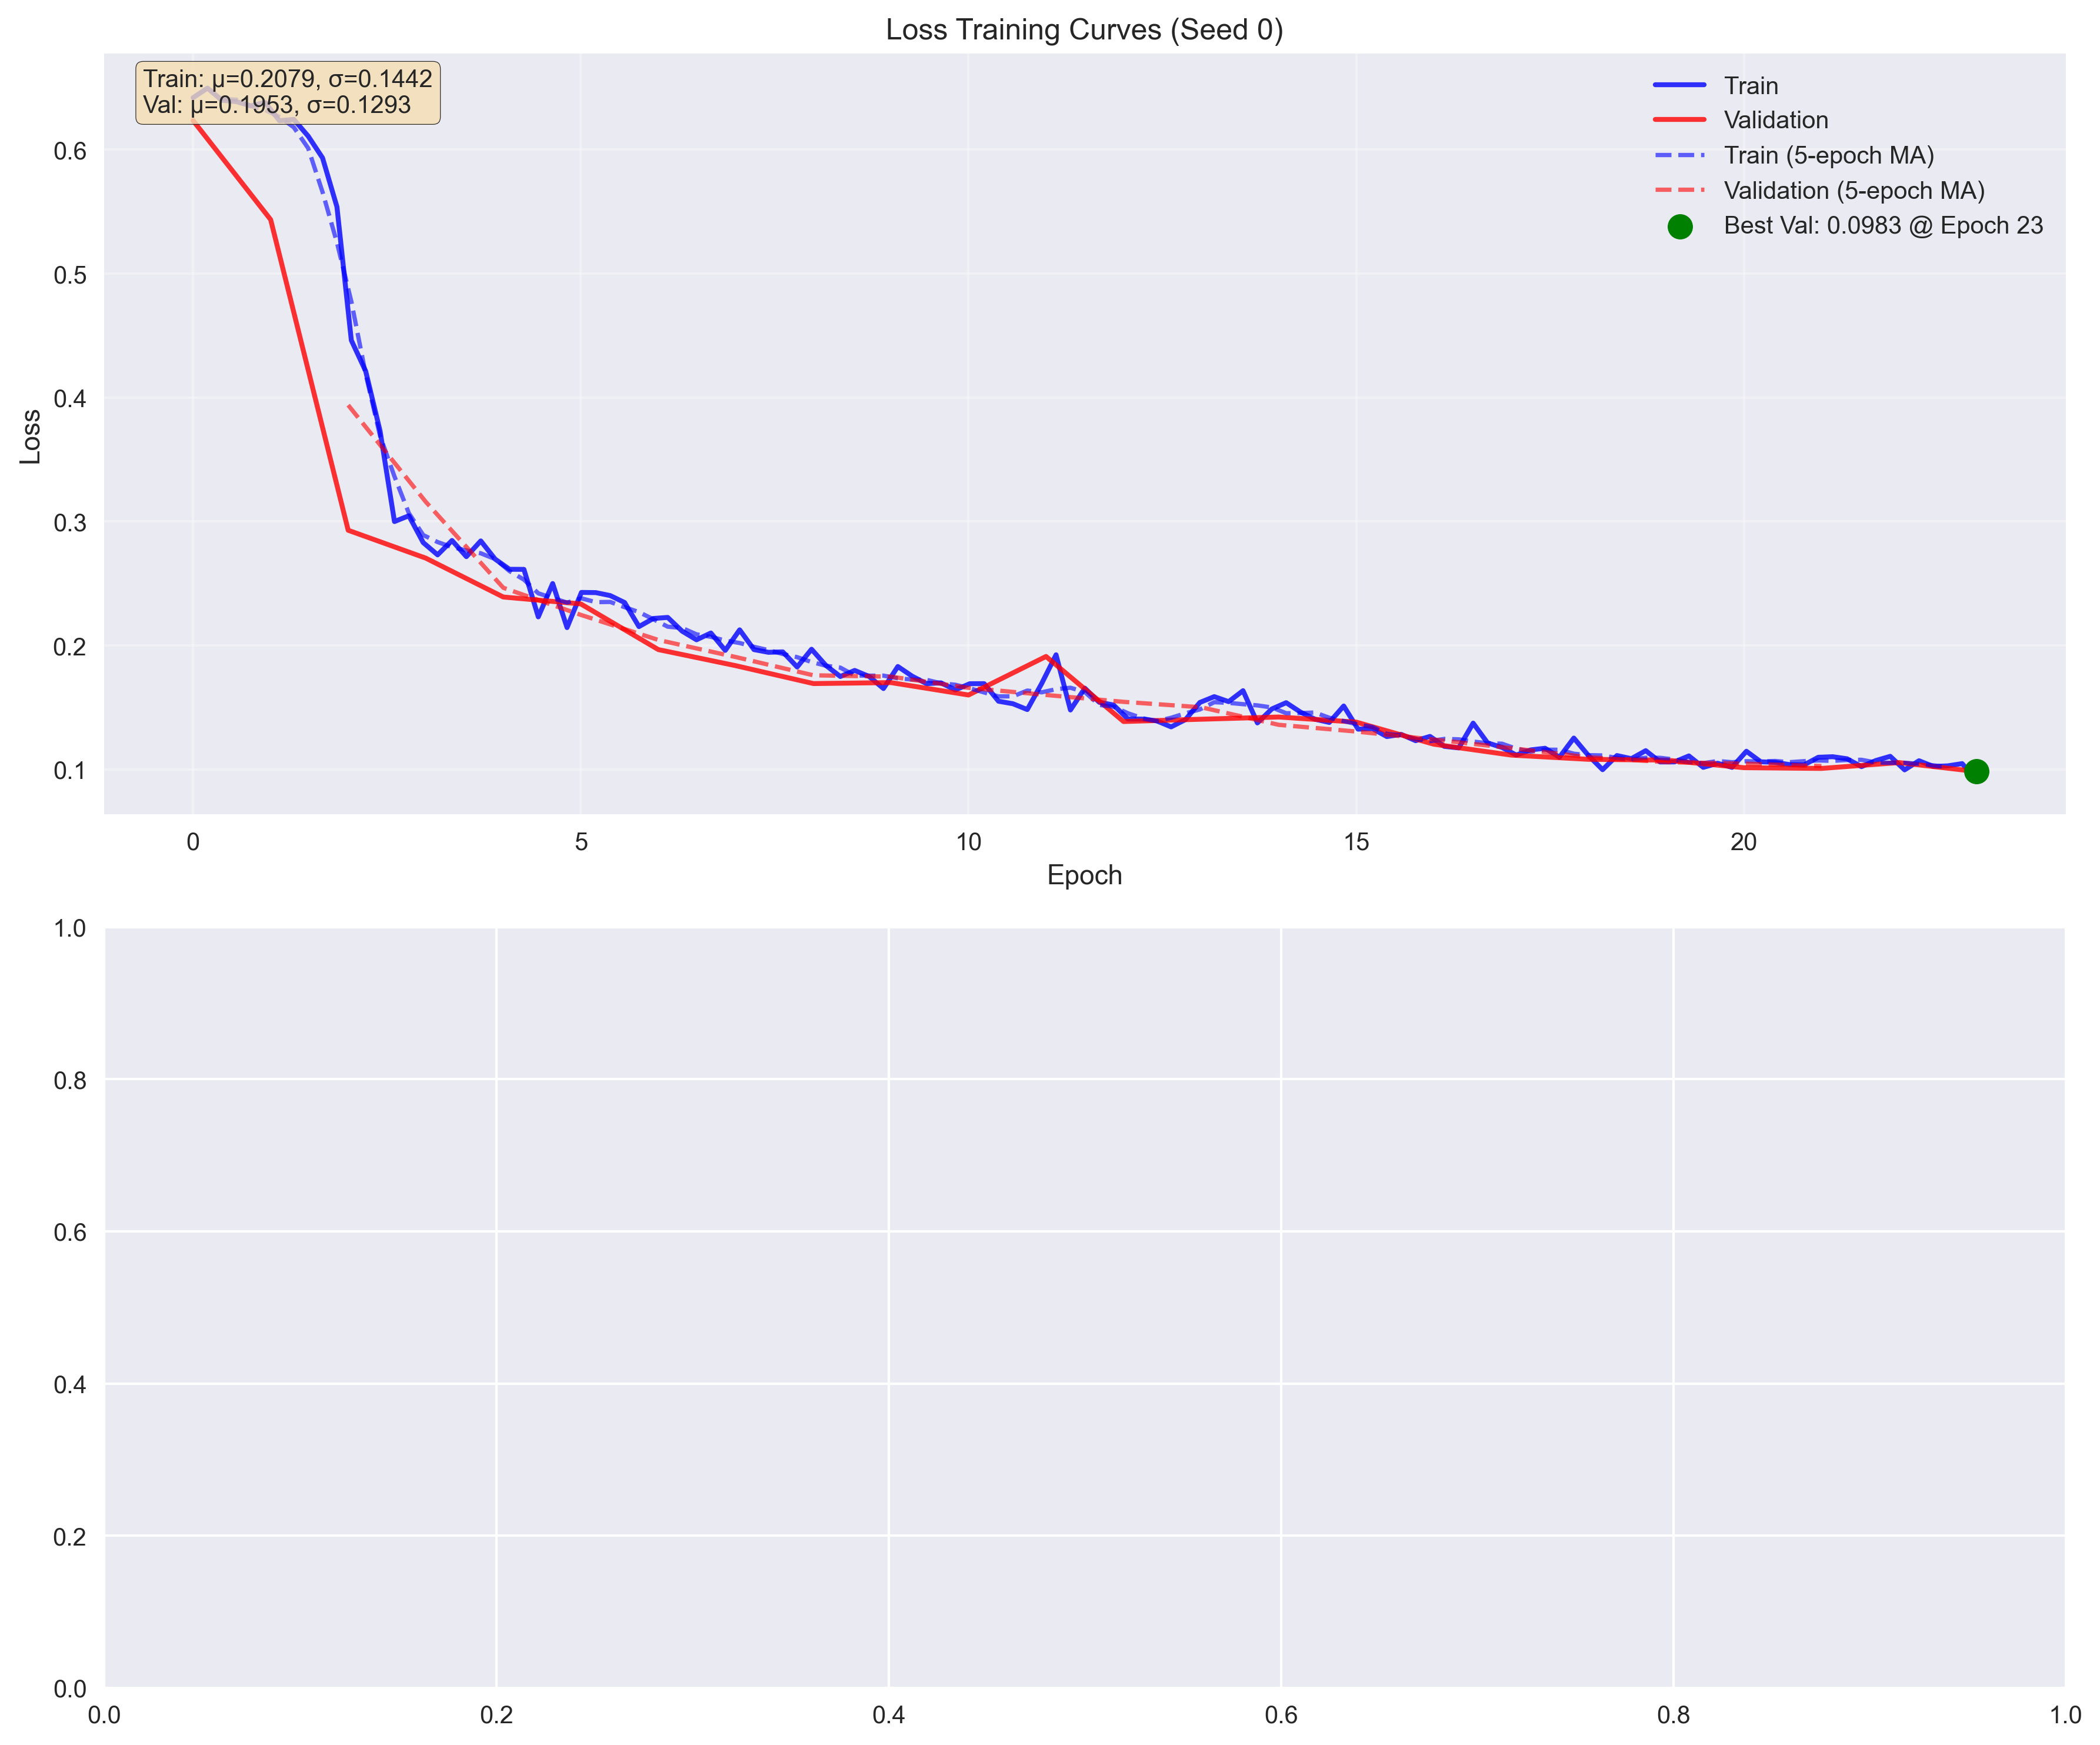 Loss Training Curves (Seed 0)
Train: μ=0.2079, σ=0.1442
Val: μ=0.1953, σ=0.1293
Train
Validation
Train (5-epoch MA)
Validation (5-epoch MA)
Best Val: 0.0983 @ Epoch 23
Loss
0.6
0.5
0.4
0.3
0.2
0.1
0 5 10 15 20
Epoch
1.0
0.8
0.6
0.4
0.2
0.0
0.0 0.2 0.4 0.6 0.8 1.0